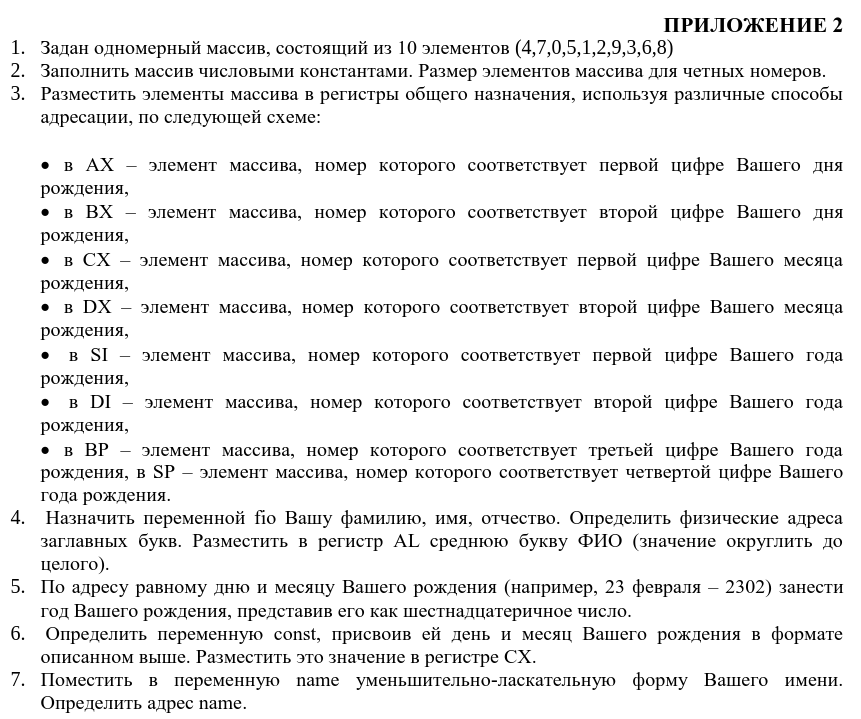 ПРИЛОЖЕНИЕ 2
1. Задан одномерный массив, состоящий из 10 элементов (4,7,0,5,1,2,9,3,6,8)
2. Заполнить массив числовыми константами. Размер элементов массива для четных номеров.
3. Разместить элементы массива в регистры общего назначения, используя различные способы
адресации, по следующей схеме:
• в AX – элемент массива, номер которого соответствует первой цифре Вашего дня
рождения,
• в BX – элемент массива, номер которого соответствует второй цифре Вашего дня
рождения,
• в CX – элемент массива, номер которого соответствует первой цифре Вашего месяца
рождения,
• в DX – элемент массива, номер которого соответствует второй цифре Вашего месяца
рождения,
• в SI – элемент массива, номер которого соответствует первой цифре Вашего года
рождения,
• в DI – элемент массива, номер которого соответствует второй цифре Вашего года
рождения,
• в BP – элемент массива, номер которого соответствует третьей цифре Вашего года
рождения, в SP – элемент массива, номер которого соответствует четвертой цифре Вашего
года рождения.
4. Назначить переменной fio Вашу фамилию, имя, отчество. Определить физические адреса
заглавных букв. Разместить в регистр AL среднюю букву ФИО (значение округлить до
целого).
5. По адресу равному дню и месяцу Вашего рождения (например, 23 февраля – 2302) занести
год Вашего рождения, представив его как шестнадцатеричное число.
6. Определить переменную const, присвоив ей день и месяц Вашего рождения в формате
описанном выше. Разместить это значение в регистре CX.
7. Поместить в переменную name уменьшительно-ласкательную форму Вашего имени.
Определить адрес name.